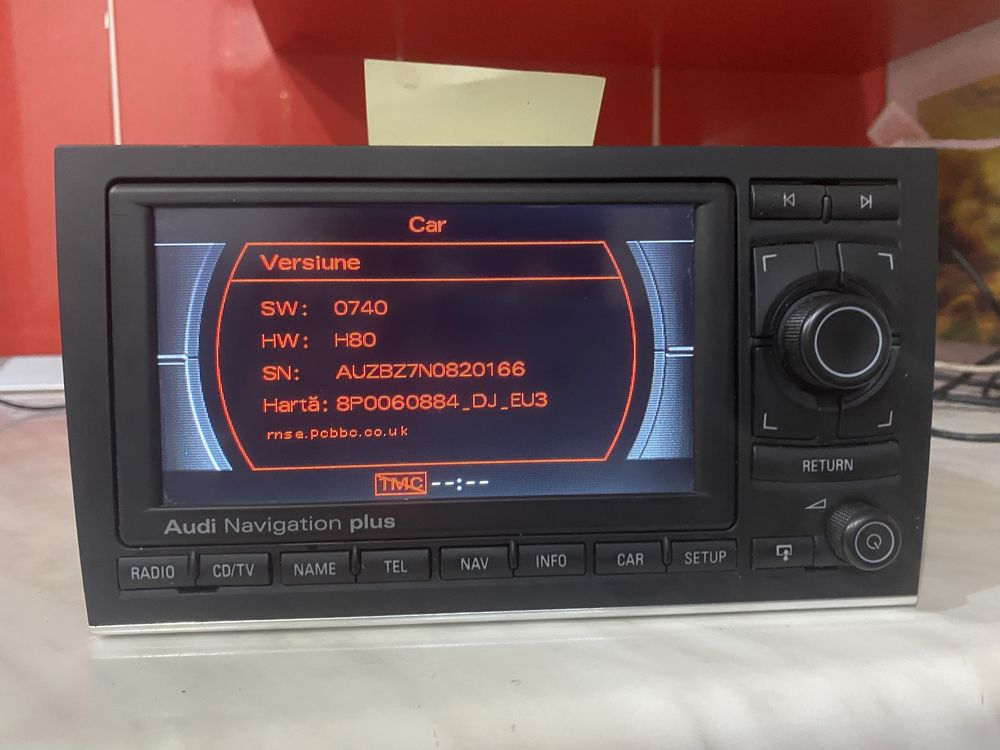 Car
Versiune
SW: 0740
HW: H80
SN: AUZBZ7N0820166
Hartă: 8P0060884_DJ_EU3
rnse.pcbbc.co.uk
TMC --:--
Audi Navigation plus
RADIO CD/TV NAME TEL NAV INFO CAR SETUP
RETURN